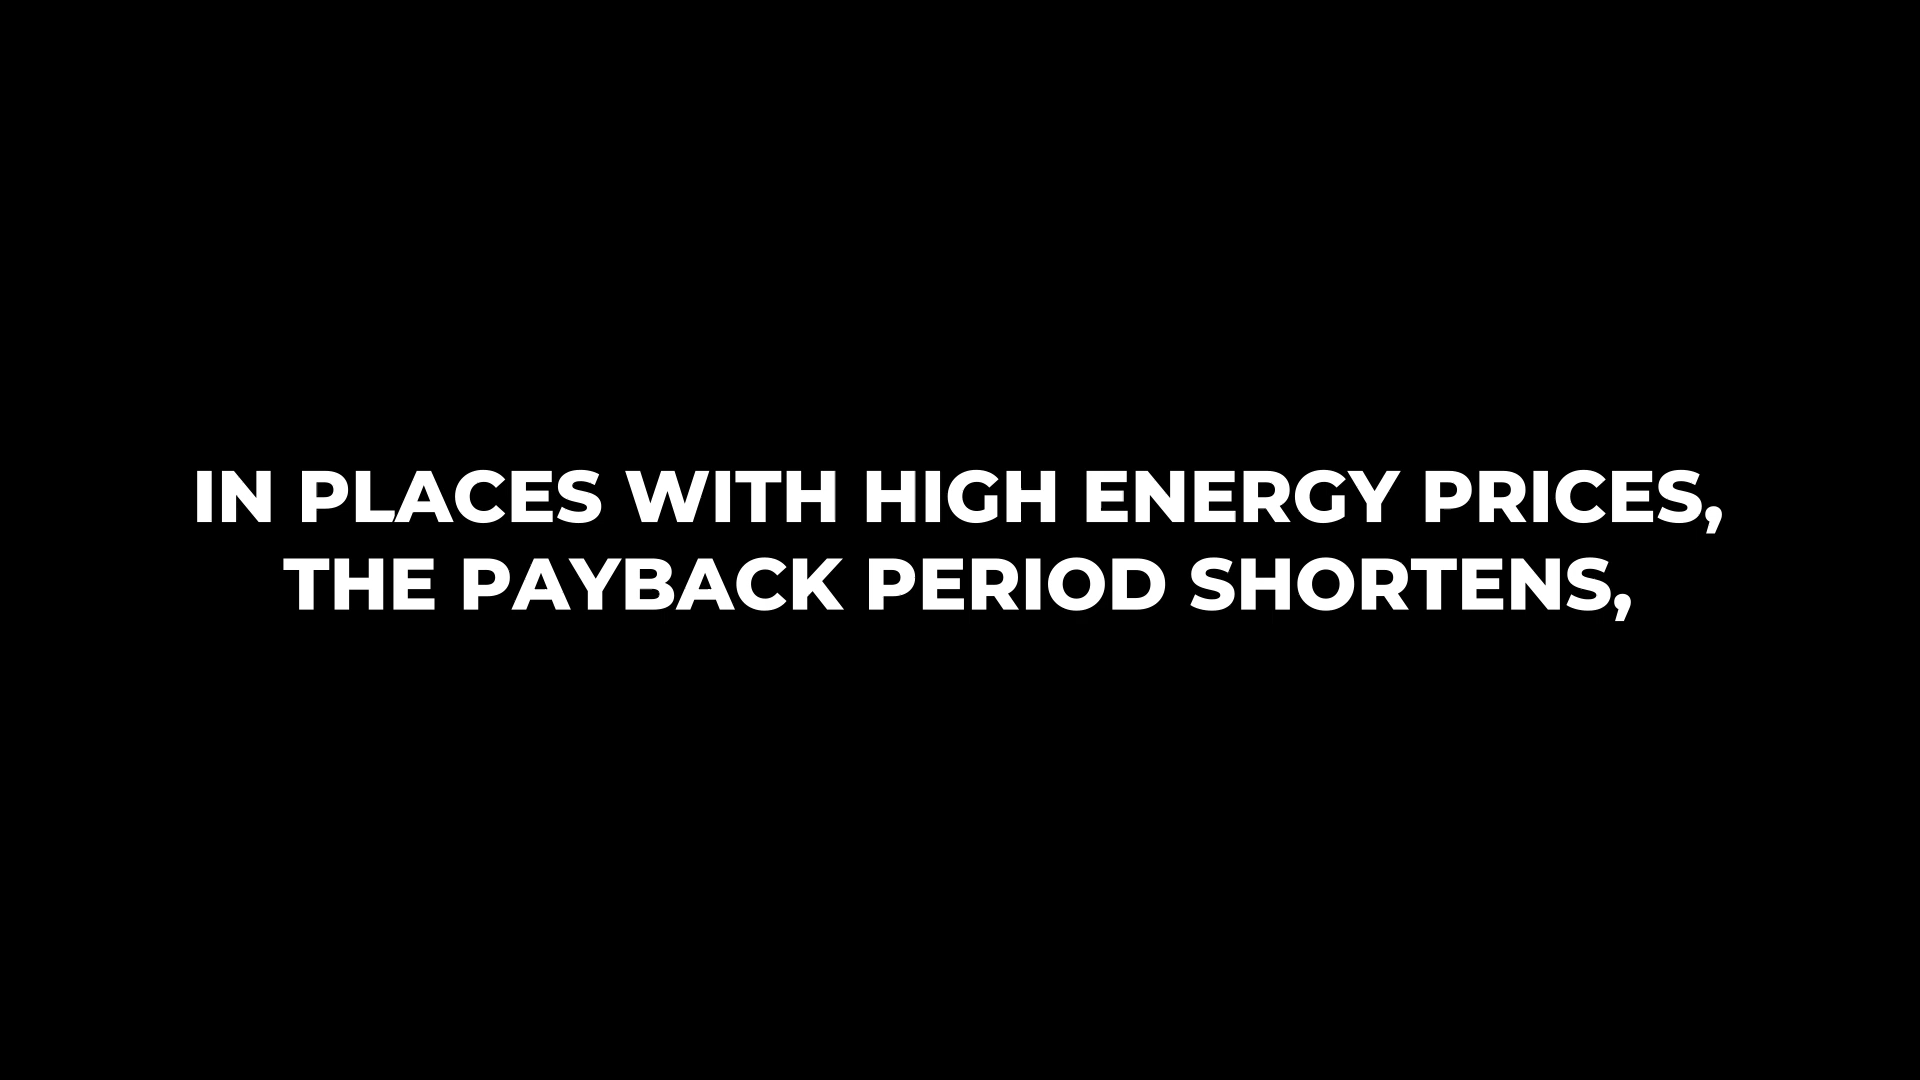 IN PLACES WITH HIGH ENERGY PRICES,
THE PAYBACK PERIOD SHORTENS,